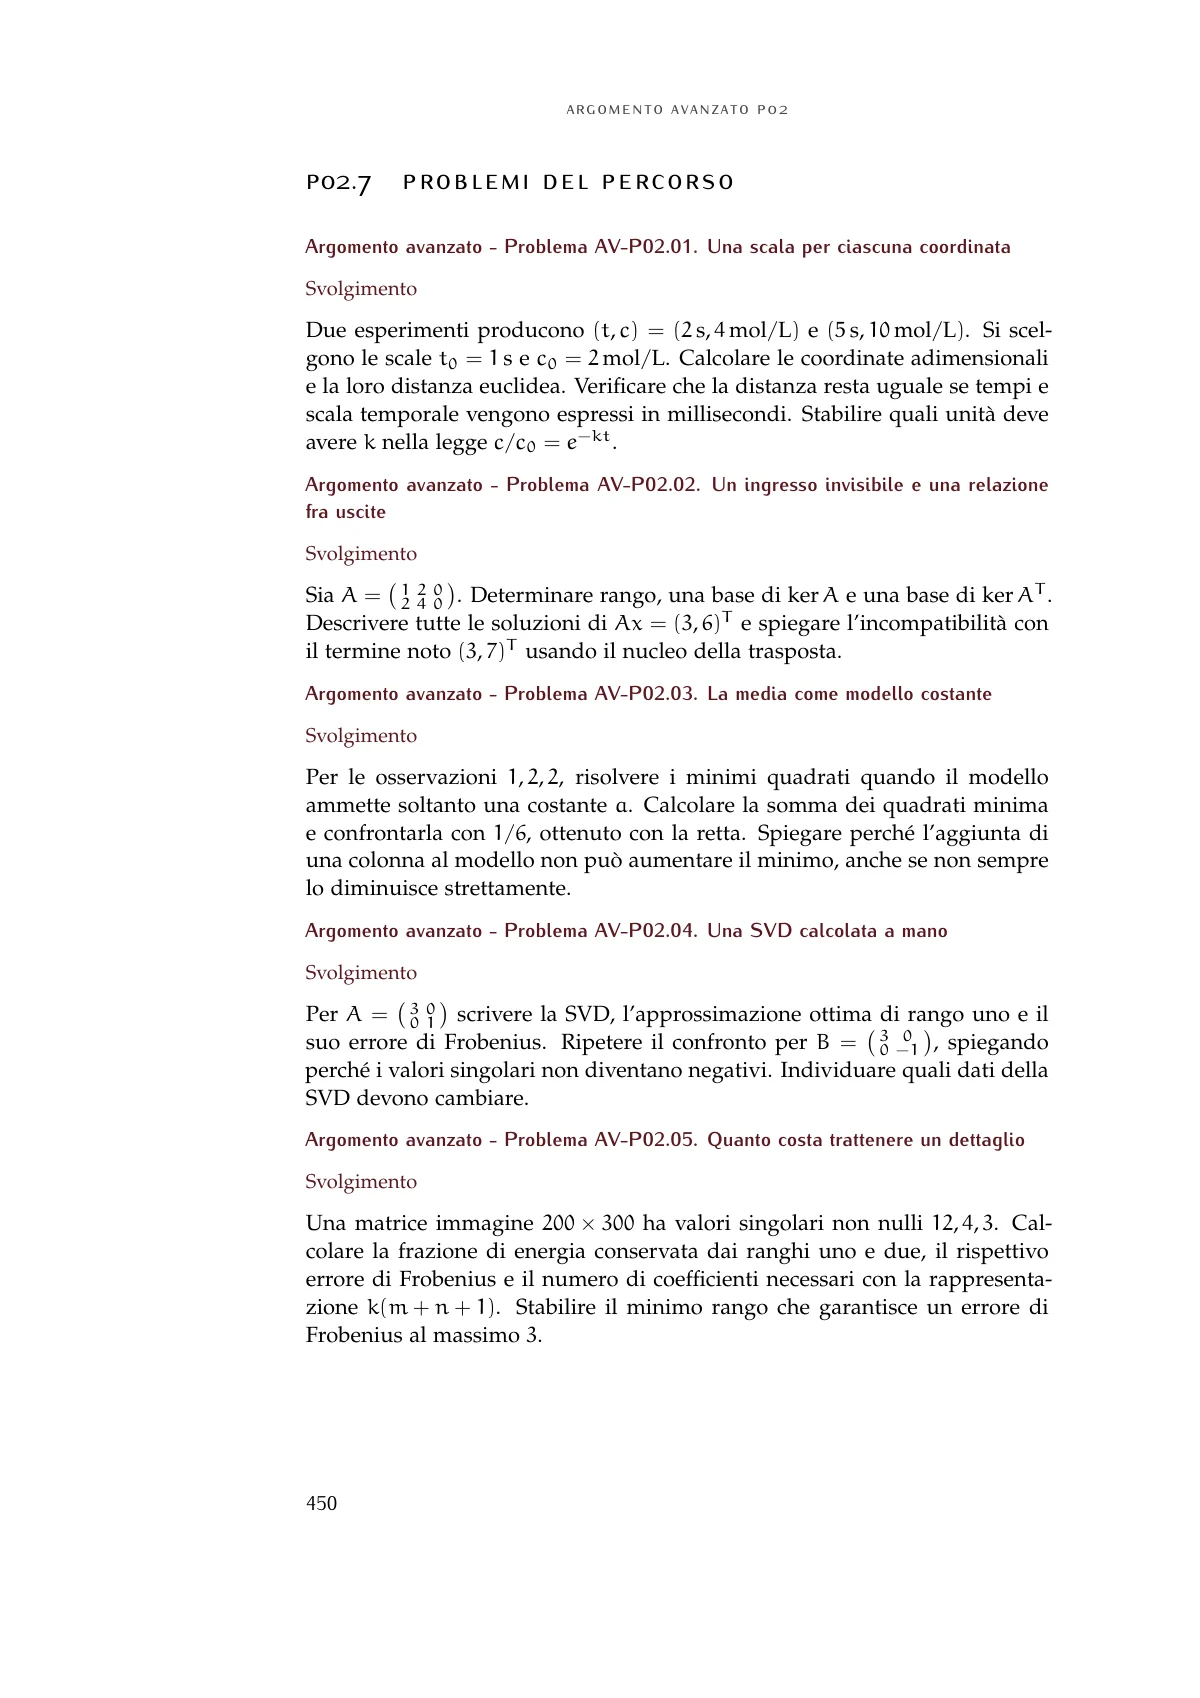 ARGOMENTO AVANZATO P02
P02.7 PROBLEMI DEL PERCORSO
Argomento avanzato - Problema AV-P02.01. Una scala per ciascuna coordinata
Svolgimento
Due esperimenti producono (t, c) = (2 s, 4 mol/L) e (5 s, 10 mol/L). Si scel-
gono le scale t₀ = 1 s e c₀ = 2 mol/L. Calcolare le coordinate adimensionali
e la loro distanza euclidea. Verificare che la distanza resta uguale se tempi e
scala temporale vengono espressi in millisecondi. Stabilire quali unità deve
avere k nella legge c/c₀ = e^{−kt}.
Argomento avanzato - Problema AV-P02.02. Un ingresso invisibile e una relazione
fra uscite
Svolgimento
Sia A = (1 2 0; 2 4 0). Determinare rango, una base di ker A e una base di ker Aᵀ.
Descrivere tutte le soluzioni di Ax = (3, 6)ᵀ e spiegare l'incompatibilità con
il termine noto (3, 7)ᵀ usando il nucleo della trasposta.
Argomento avanzato - Problema AV-P02.03. La media come modello costante
Svolgimento
Per le osservazioni 1, 2, 2, risolvere i minimi quadrati quando il modello
ammette soltanto una costante a. Calcolare la somma dei quadrati minima
e confrontarla con 1/6, ottenuto con la retta. Spiegare perché l'aggiunta di
una colonna al modello non può aumentare il minimo, anche se non sempre
lo diminuisce strettamente.
Argomento avanzato - Problema AV-P02.04. Una SVD calcolata a mano
Svolgimento
Per A = (3 0; 0 1) scrivere la SVD, l'approssimazione ottima di rango uno e il
suo errore di Frobenius. Ripetere il confronto per B = (3 0; 0 −1), spiegando
perché i valori singolari non diventano negativi. Individuare quali dati della
SVD devono cambiare.
Argomento avanzato - Problema AV-P02.05. Quanto costa trattenere un dettaglio
Svolgimento
Una matrice immagine 200 × 300 ha valori singolari non nulli 12, 4, 3. Cal-
colare la frazione di energia conservata dai ranghi uno e due, il rispettivo
errore di Frobenius e il numero di coefficienti necessari con la rappresenta-
zione k(m + n + 1). Stabilire il minimo rango che garantisce un errore di
Frobenius al massimo 3.
450